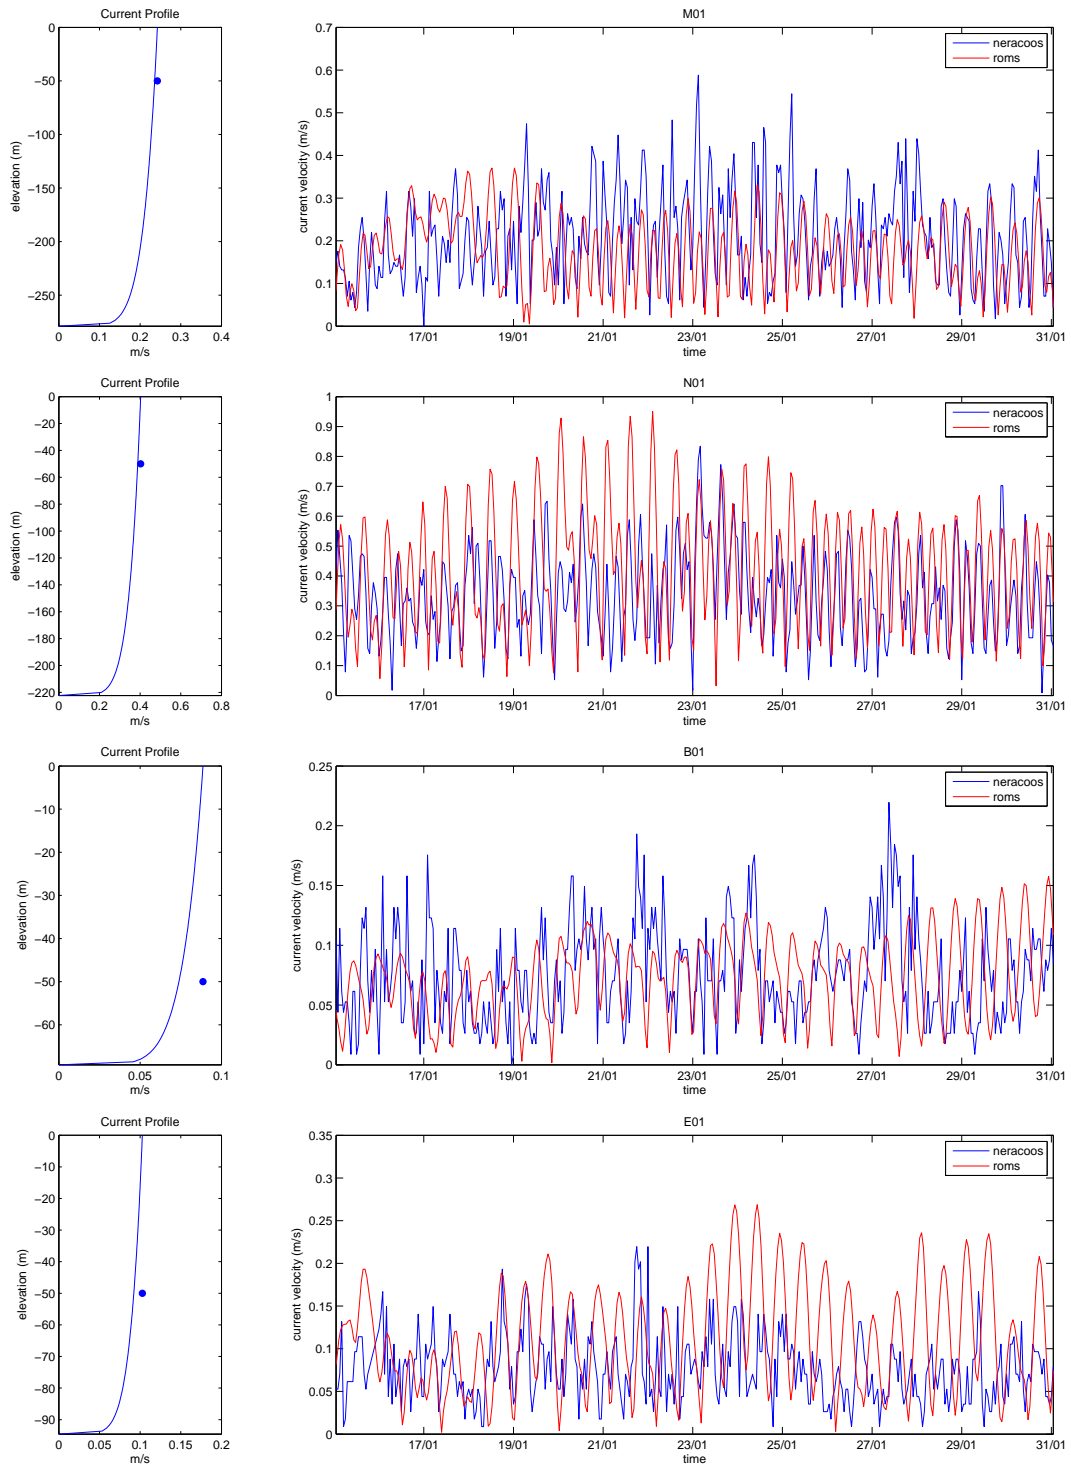 Current Profile
0
−50
−100
−150
−200
−250
elevation (m)
0 0.1 0.2 0.3 0.4
m/s
M01
0.7
0.6
0.5
0.4
0.3
0.2
0.1
0
current velocity (m/s)
neracoos
roms
17/01 19/01 21/01 23/01 25/01 27/01 29/01 31/01
time
Current Profile
0
−20
−40
−60
−80
−100
−120
−140
−160
−180
−200
−220
elevation (m)
0 0.2 0.4 0.6 0.8
m/s
N01
1
0.9
0.8
0.7
0.6
0.5
0.4
0.3
0.2
0.1
0
current velocity (m/s)
neracoos
roms
17/01 19/01 21/01 23/01 25/01 27/01 29/01 31/01
time
Current Profile
0
−10
−20
−30
−40
−50
−60
elevation (m)
0 0.05 0.1
m/s
B01
0.25
0.2
0.15
0.1
0.05
0
current velocity (m/s)
neracoos
roms
17/01 19/01 21/01 23/01 25/01 27/01 29/01 31/01
time
Current Profile
0
−10
−20
−30
−40
−50
−60
−70
−80
−90
elevation (m)
0 0.05 0.1 0.15 0.2
m/s
E01
0.35
0.3
0.25
0.2
0.15
0.1
0.05
0
current velocity (m/s)
neracoos
roms
17/01 19/01 21/01 23/01 25/01 27/01 29/01 31/01
time